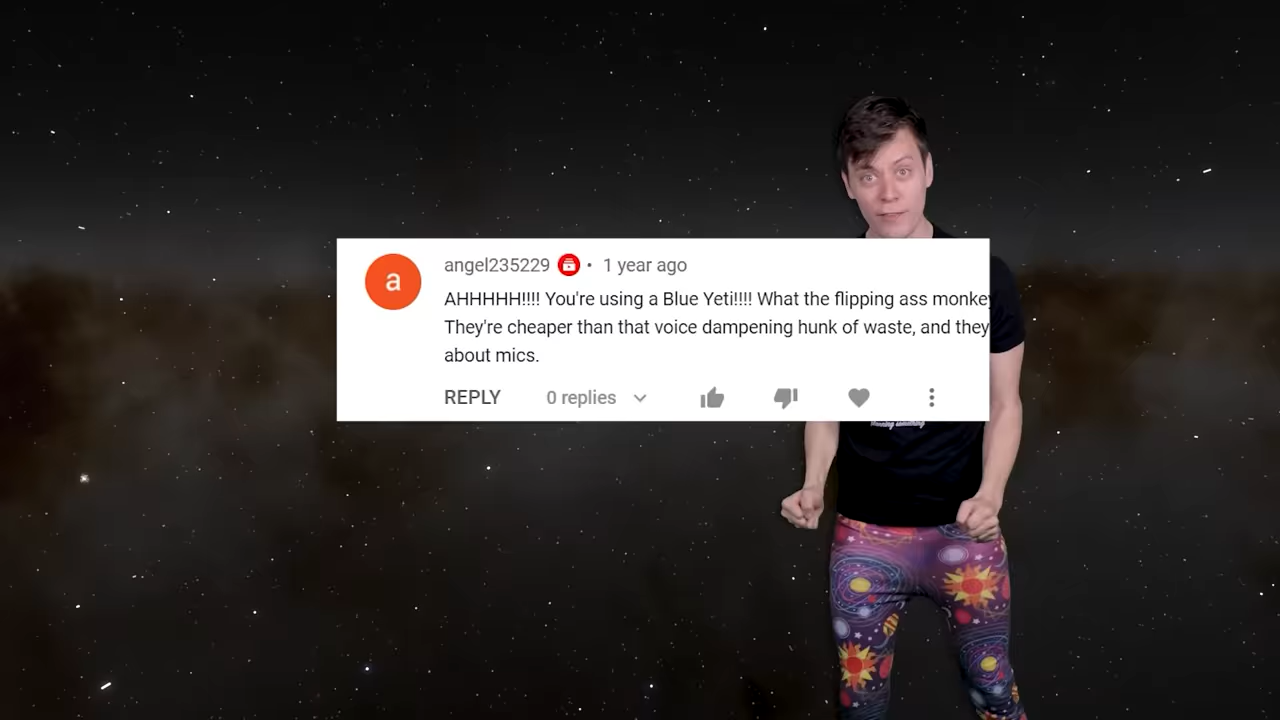 a
angel235229 • 1 year ago
AHHHHH!!!! You're using a Blue Yeti!!!! What the flipping ass monkey
They're cheaper than that voice dampening hunk of waste, and they
about mics.
REPLY 0 replies